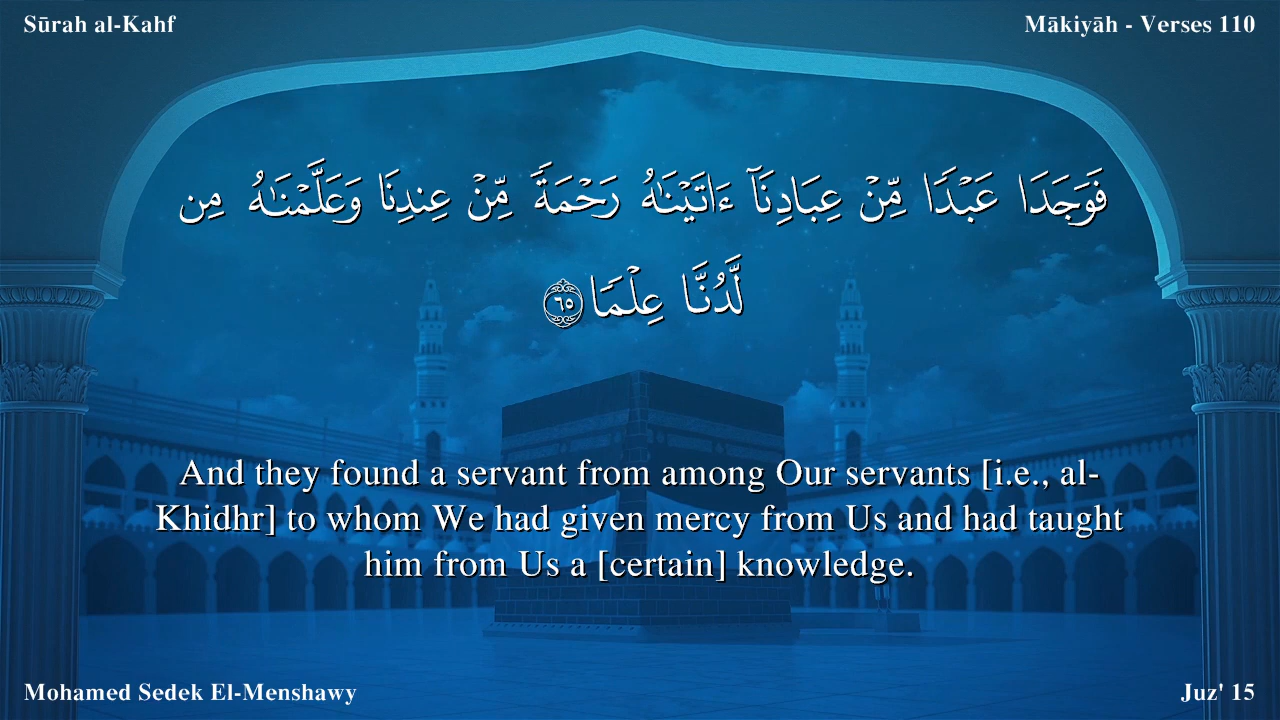 Sūrah al-Kahf
Mākiyāh - Verses 110
فَوَجَدَا عَبْدًا مِّنْ عِبَادِنَآ ءَاتَيْنَـٰهُ رَحْمَةً مِّنْ عِندِنَا وَعَلَّمْنَـٰهُ مِن
لَّدُنَّا عِلْمًا ٦٥
And they found a servant from among Our servants [i.e., al-
Khidhr] to whom We had given mercy from Us and had taught
him from Us a [certain] knowledge.
Mohamed Sedek El-Menshawy
Juz' 15